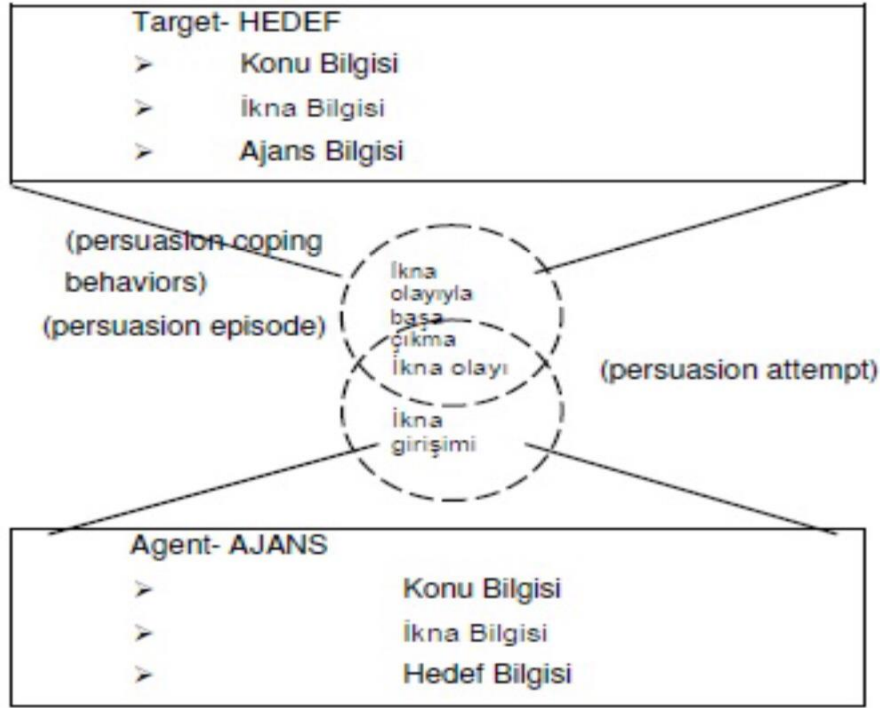 Target- HEDEF
➢ Konu Bilgisi
➢ İkna Bilgisi
➢ Ajans Bilgisi
(persuasion coping
behaviors)
(persuasion episode)
İkna
olayıyla
başa
çıkma
İkna olayı
(persuasion attempt)
İkna
girişimi
Agent- AJANS
➢ Konu Bilgisi
➢ İkna Bilgisi
➢ Hedef Bilgisi